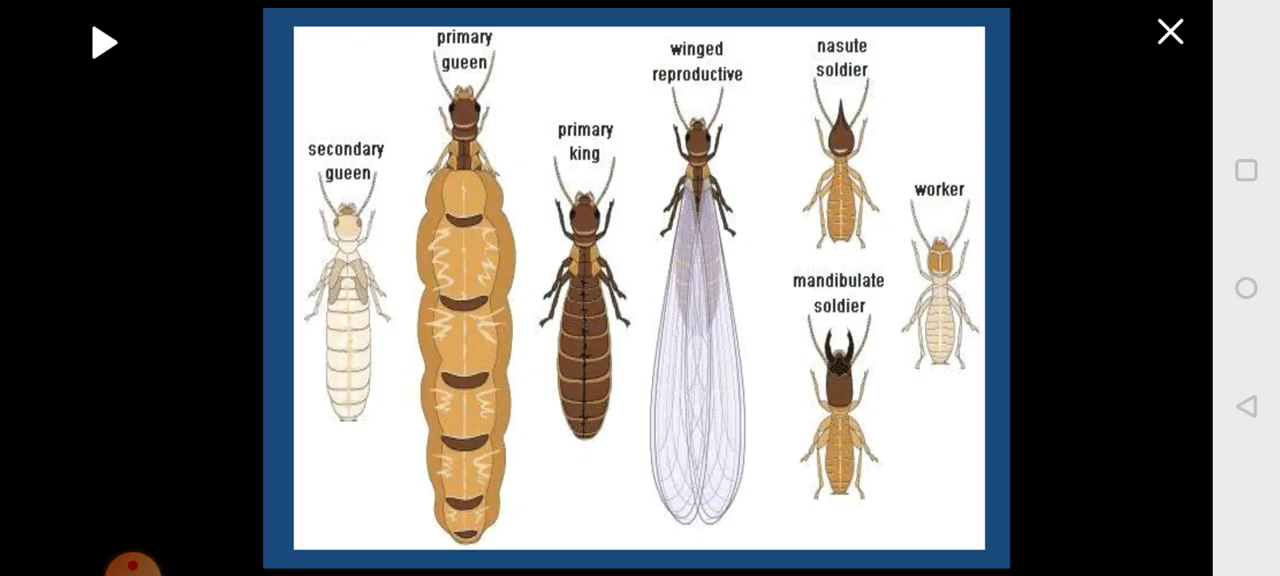 primary
gueen
winged
reproductive
nasute
soldier
primary
king
secondary
gueen
worker
mandibulate
soldier